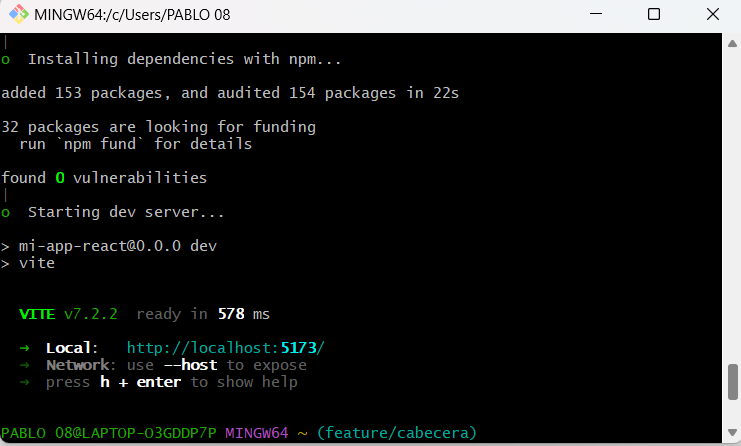 MINGW64:/c/Users/PABLO 08
|
o  Installing dependencies with npm...
added 153 packages, and audited 154 packages in 22s
32 packages are looking for funding
  run `npm fund` for details
found 0 vulnerabilities
|
o  Starting dev server...
> mi-app-react@0.0.0 dev
> vite
  VITE v7.2.2  ready in 578 ms
  ➜  Local:   http://localhost:5173/
  ➜  Network: use --host to expose
  ➜  press h + enter to show help
PABLO 08@LAPTOP-O3GDDP7P MINGW64 ~ (feature/cabecera)